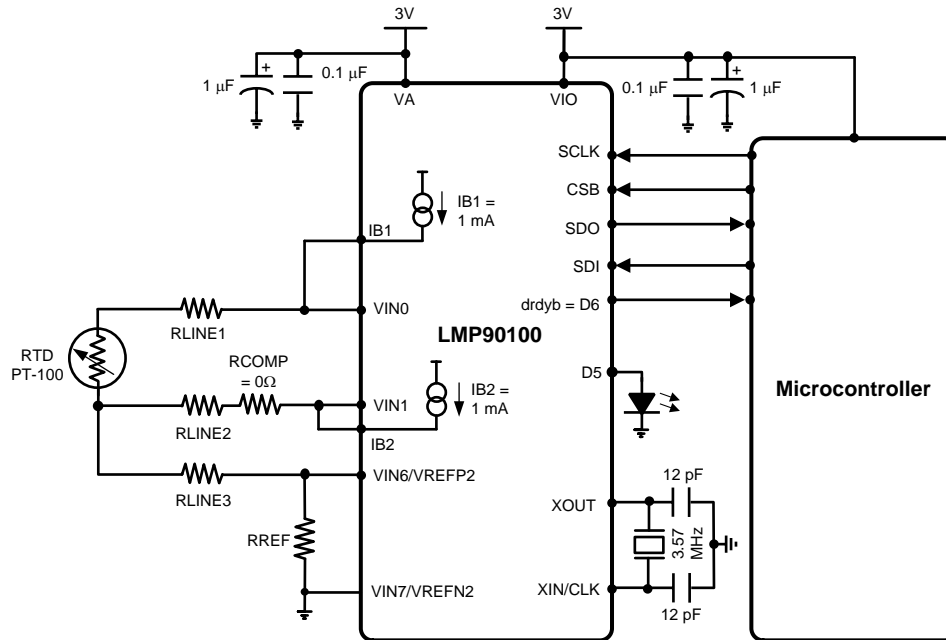 3V
3V
+
1 µF
0.1 µF
VA
VIO
0.1 µF
+
1 µF
SCLK
CSB
IB1 =
1 mA
IB1
SDO
SDI
VIN0
drdyb = D6
LMP90100
RLINE1
RTD
PT-100
RCOMP
= 0Ω
D5
IB2 =
1 mA
Microcontroller
VIN1
RLINE2
IB2
VIN6/VREFP2
RLINE3
12 pF
XOUT
3.57
MHz
RREF
VIN7/VREFN2
XIN/CLK
12 pF